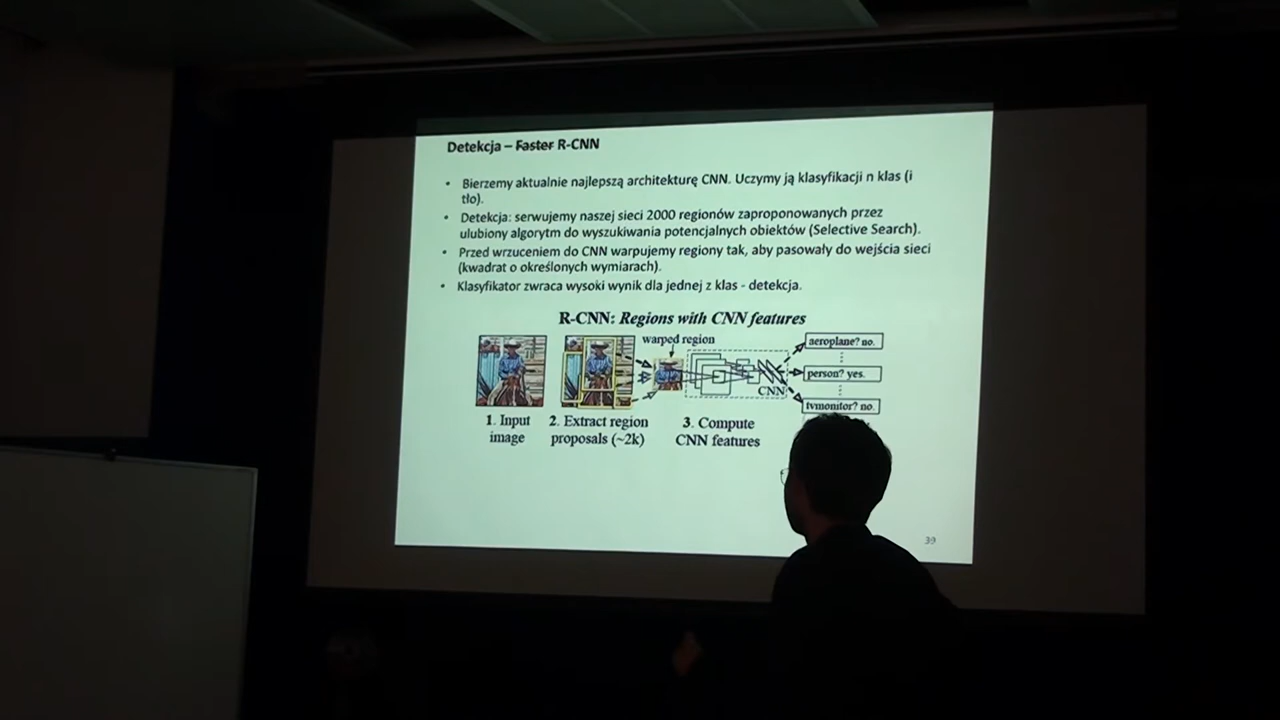 Detekcja – Faster R-CNN
• Bierzemy aktualnie najlepszą architekturę CNN. Uczymy ją klasyfikacji n klas (i
tło).
• Detekcja: serwujemy naszej sieci 2000 regionów zaproponowanych przez
ulubiony algorytm do wyszukiwania potencjalnych obiektów (Selective Search).
• Przed wrzuceniem do CNN warpujemy regiony tak, aby pasowały do wejścia sieci
(kwadrat o określonych wymiarach).
• Klasyfikator zwraca wysoki wynik dla jednej z klas - detekcja.
R-CNN: Regions with CNN features
warped region
aeroplane? no.
person? yes.
CNN
tvmonitor? no.
1. Input
image
2. Extract region
proposals (~2k)
3. Compute
CNN features
39